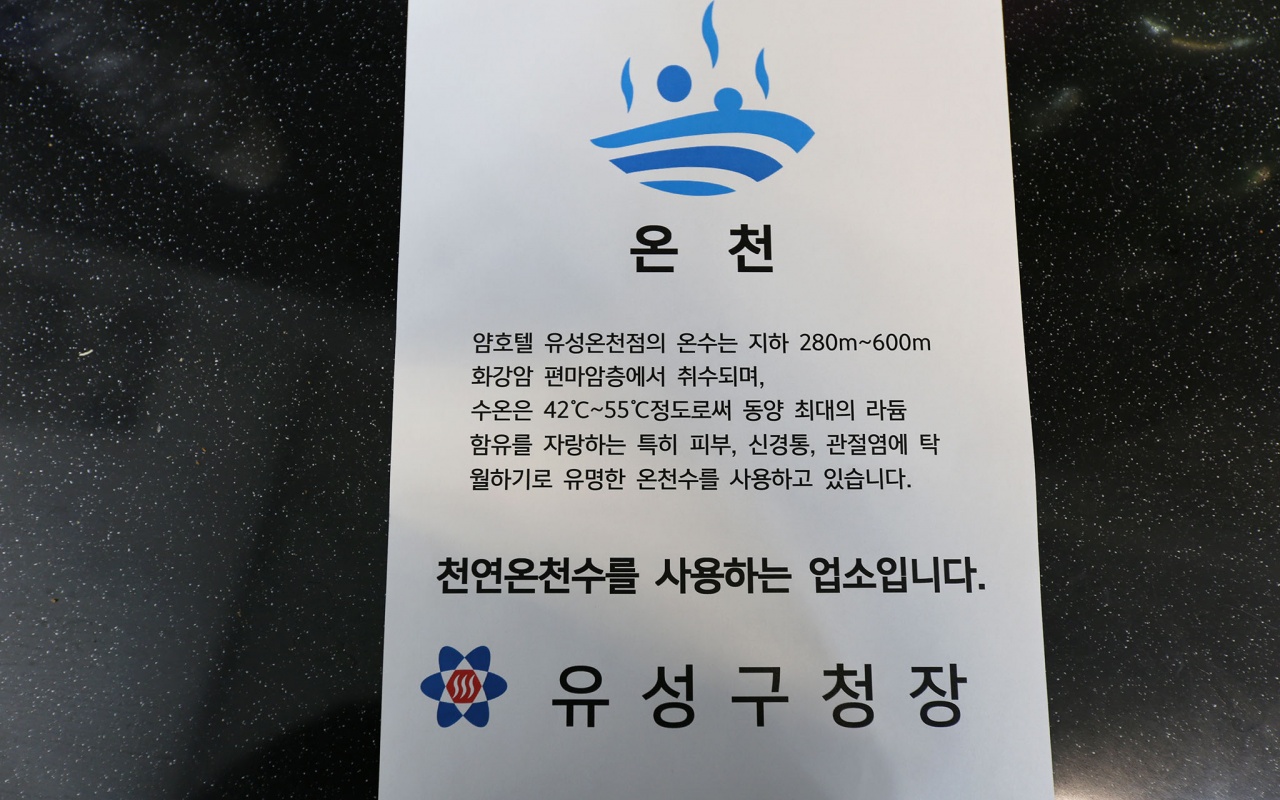 온 천
얌호텔 유성온천점의 온수는 지하 280m~600m
화강암 편마암층에서 취수되며,
수온은 42℃~55℃정도로써 동양 최대의 라듐
함유를 자랑하는 특히 피부, 신경통, 관절염에 탁
월하기로 유명한 온천수를 사용하고 있습니다.
천연온천수를 사용하는 업소입니다.
유성구청장